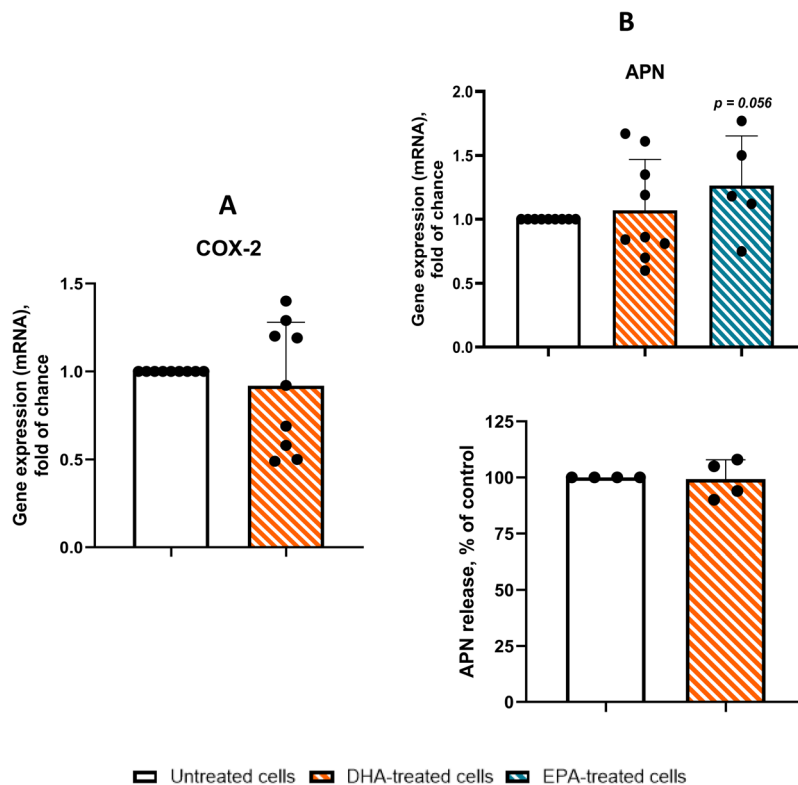 A
COX-2
Gene expression (mRNA),
fold of chance
1.5
1.0
0.5
0.0
B
APN
Gene expression (mRNA),
fold of chance
2.0
1.5
1.0
0.5
0.0
p = 0.056
APN release, % of control
125
100
75
50
25
0
Untreated cells DHA-treated cells EPA-treated cells